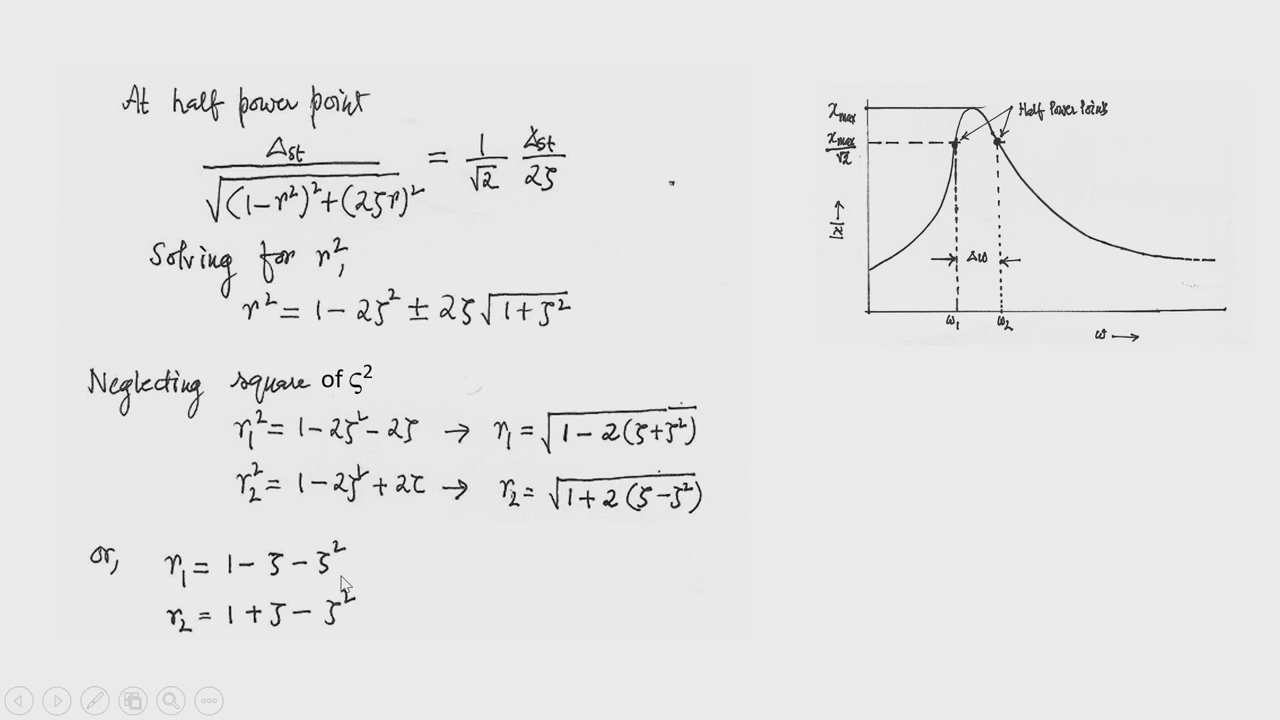 At half power point
Δst / √((1-r²)²+(2ζr)²) = 1/√2 Δst/2ζ
Solving for r²,
r² = 1 - 2ζ² ± 2ζ√(1+ζ²)
Neglecting square of ς²
r₁² = 1 - 2ζ² - 2ζ → r₁ = √(1 - 2(ζ+ζ²))
r₂² = 1 - 2ζ² + 2ζ → r₂ = √(1 + 2(ζ-ζ²))
or, r₁ = 1 - ζ - ζ²
r₂ = 1 + ζ - ζ²
Xmax
Half Power Points
Xmax/√2
|x| →
Δω
ω₁
ω₂
ω →